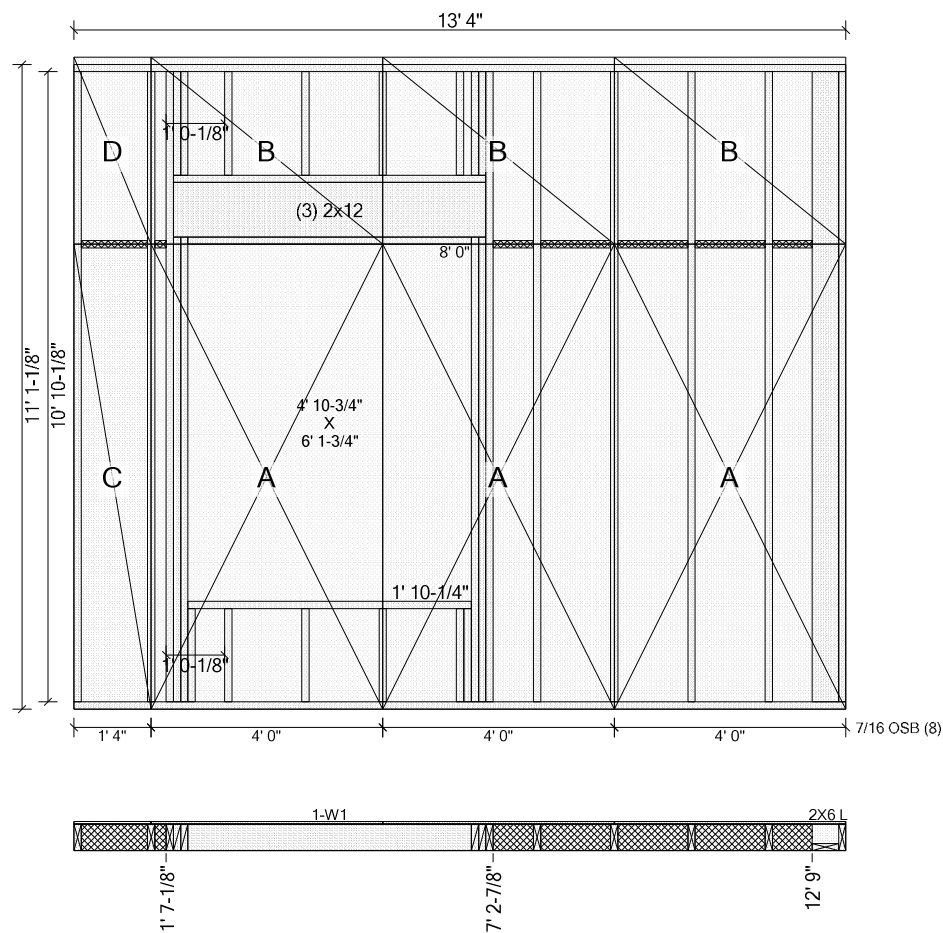 13' 4"
1' 0-1/8"
D
B
B
B
(3) 2x12
8' 0"
11' 1-1/8"
10' 10-1/8"
4' 10-3/4"
X
6' 1-3/4"
C
A
A
A
1' 10-1/4"
1' 0-1/8"
1' 4"
4' 0"
4' 0"
4' 0"
7/16 OSB (8)
1-W1
2X6 L
1' 7-1/8"
7' 2-7/8"
12' 9"